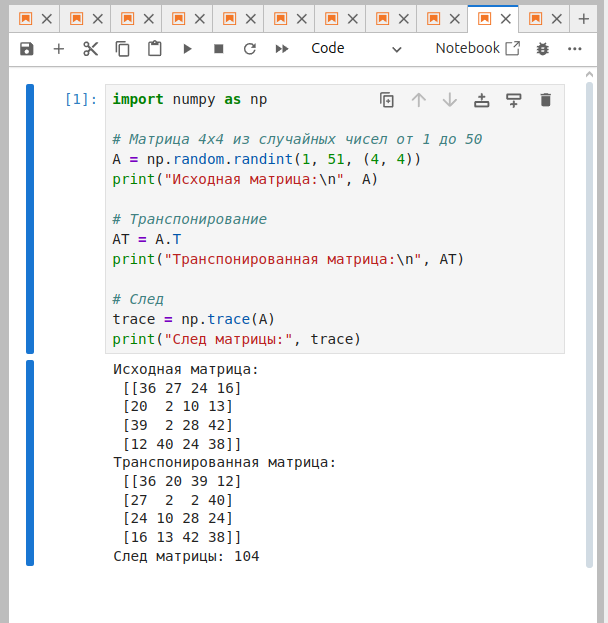 Code
Notebook
[1]:
import numpy as np
# Матрица 4x4 из случайных чисел от 1 до 50
A = np.random.randint(1, 51, (4, 4))
print("Исходная матрица:\n", A)
# Транспонирование
AT = A.T
print("Транспонированная матрица:\n", AT)
# След
trace = np.trace(A)
print("След матрицы:", trace)
Исходная матрица:
[[36 27 24 16]
[20  2 10 13]
[39  2 28 42]
[12 40 24 38]]
Транспонированная матрица:
[[36 20 39 12]
[27  2  2 40]
[24 10 28 24]
[16 13 42 38]]
След матрицы: 104